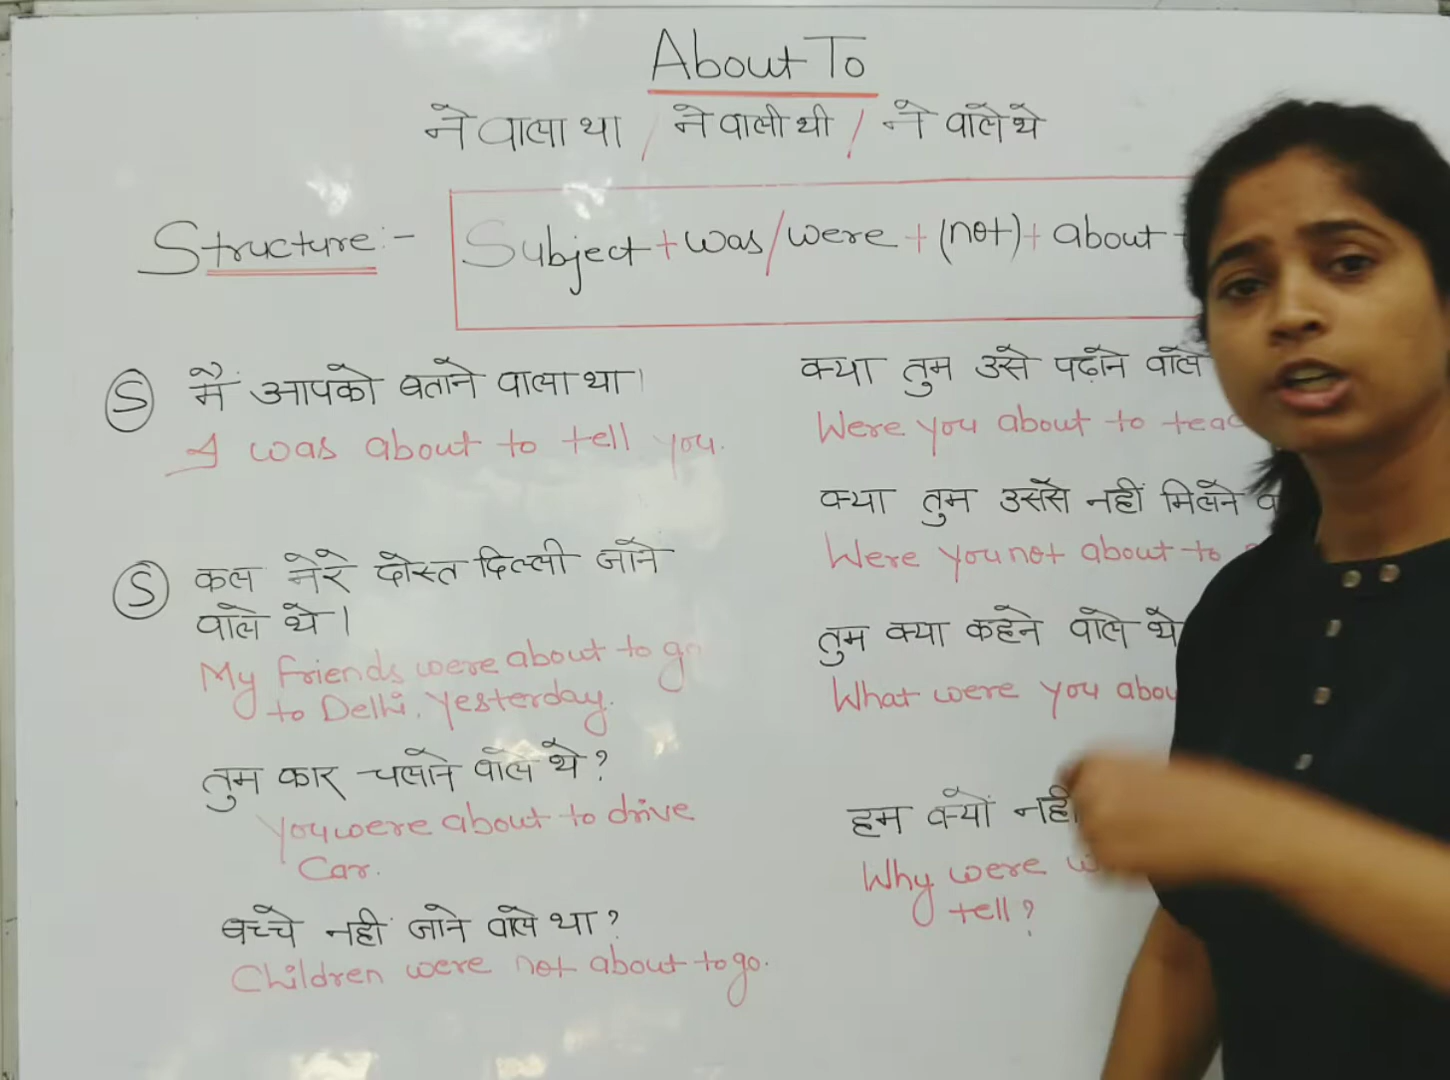 About To
ने वाला था / ने वाली थी / ने वाले थे
Structure:-
Subject + was/were + (not) + about
Ⓢ मैं आपको बताने वाला था।
I was about to tell you.
Ⓢ कल मेरे दोस्त दिल्ली जाने
वाले थे।
My friends were about to go
to Delhi. Yesterday.
तुम कार चलाने वाले थे?
You were about to drive
Car.
बच्चे नहीं जाने वाले था?
Children were not about to go.
क्या तुम उसे पढ़ाने वाले
Were you about to
क्या तुम उससे नहीं मिलने
Were you not about to
तुम क्या कहने वाले थे
What were you
हम क्यों नहीं
Why were
tell?